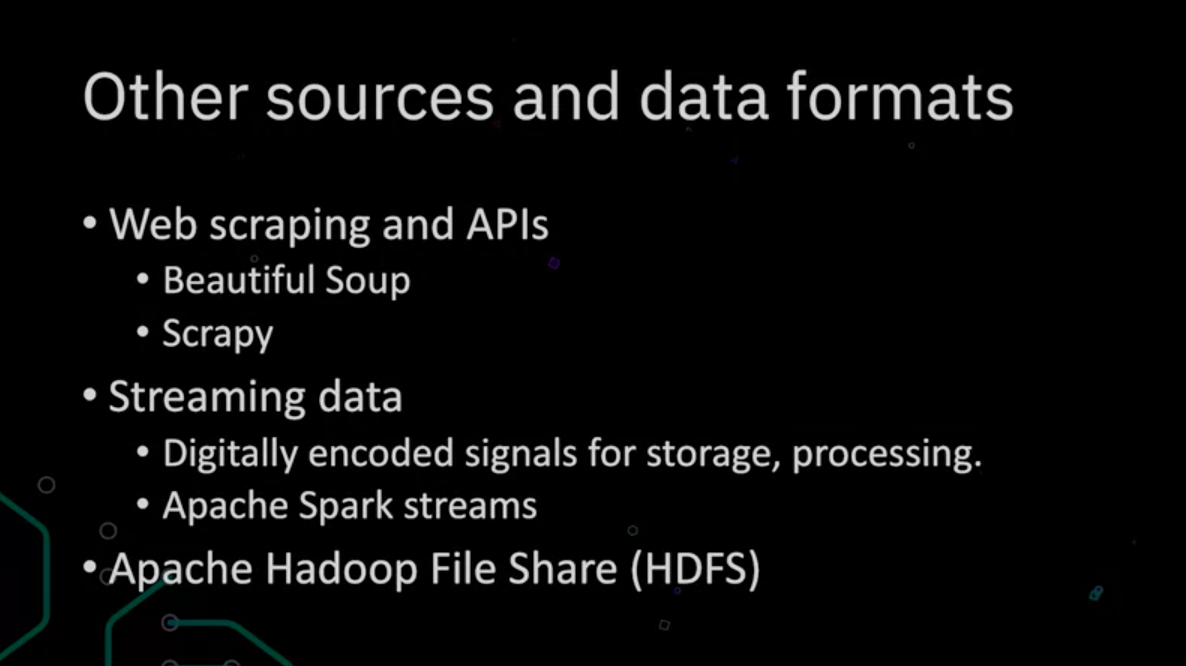 Other sources and data formats
• Web scraping and APIs
• Beautiful Soup
• Scrapy
• Streaming data
• Digitally encoded signals for storage, processing.
• Apache Spark streams
• Apache Hadoop File Share (HDFS)